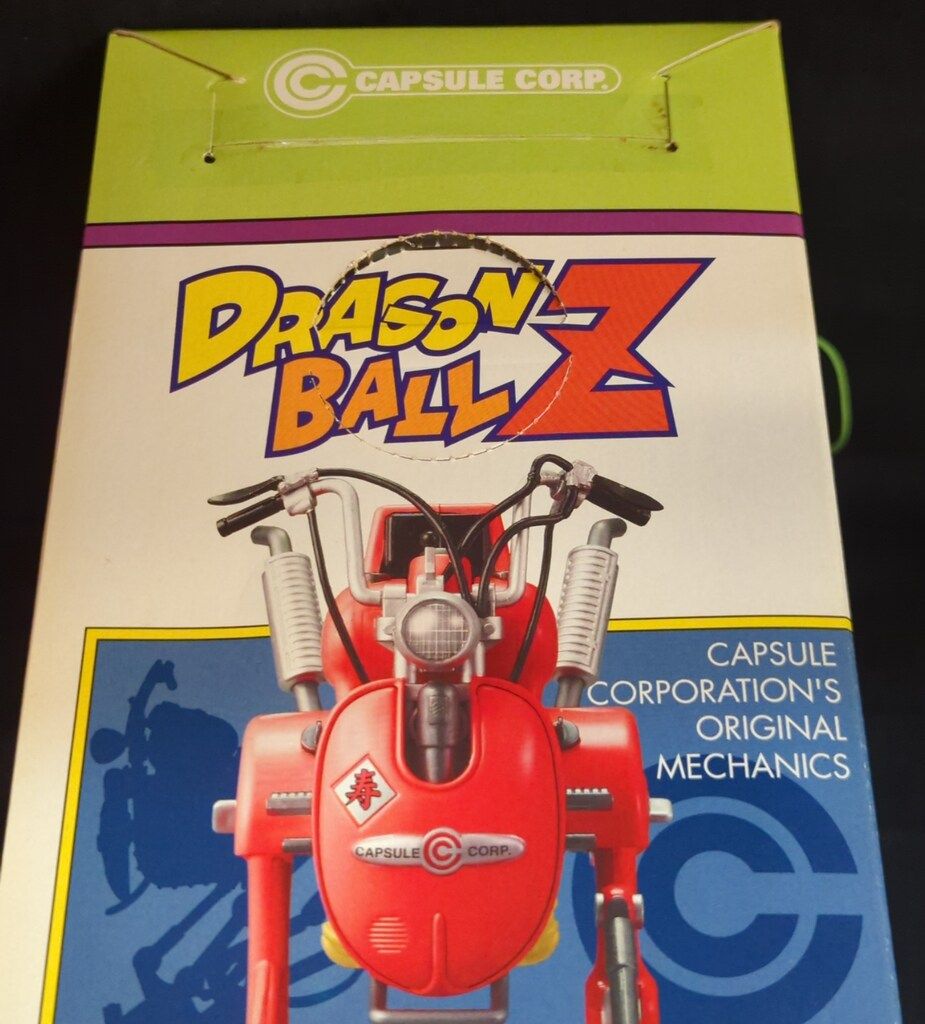 CAPSULE CORP.
DRAGON
BALL Z
CAPSULE
CORPORATION'S
ORIGINAL
MECHANICS
寿
CAPSULE CORP.